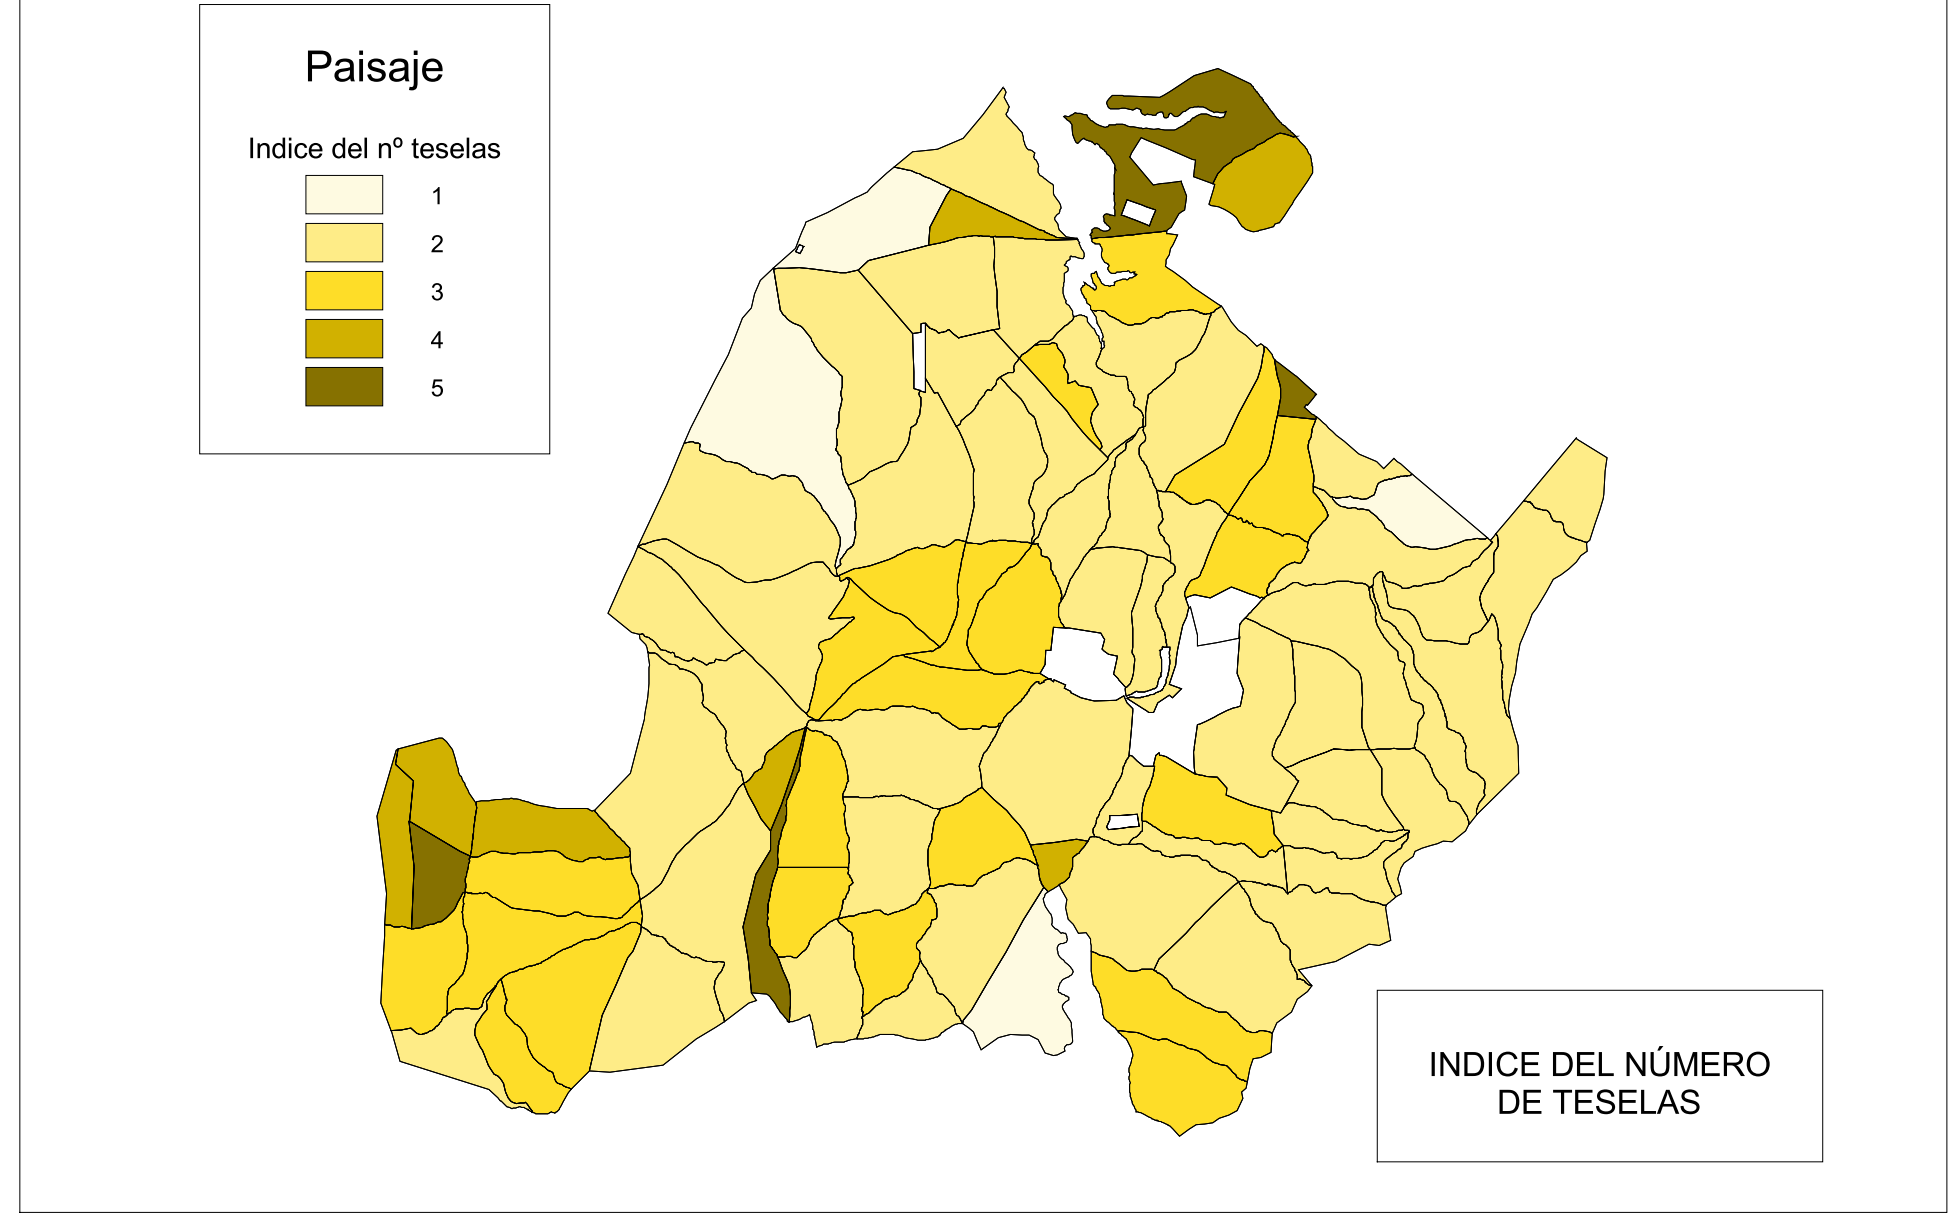 Paisaje
Indice del nº teselas
1
2
3
4
5
INDICE DEL NÚMERO
DE TESELAS